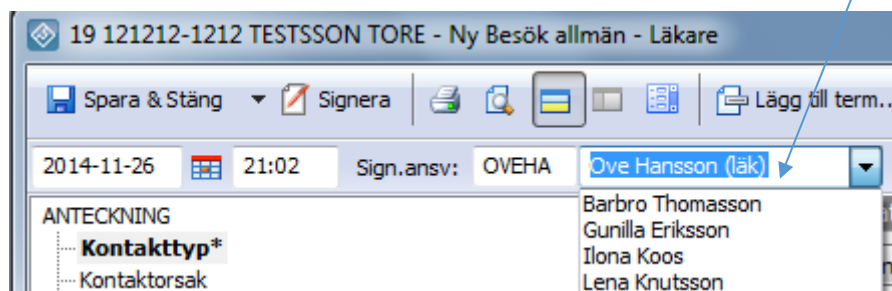 19 121212-1212 TESTSSON TORE - Ny Besök allmän - Läkare
Spara & Stäng Signera Lägg till term..
2014-11-26 21:02 Sign.ansv: OVEHA Ove Hansson (läk)
ANTECKNING
Kontakttyp*
Kontaktorsak
Barbro Thomasson
Gunilla Eriksson
Ilona Koos
Lena Knutsson